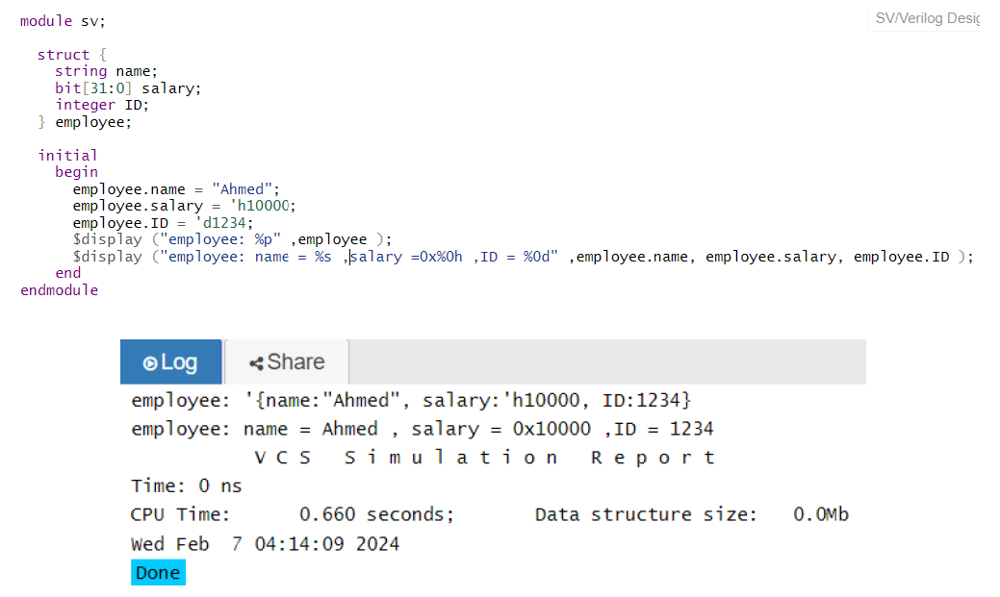 module sv;
SV/Verilog Desig
struct {
string name;
bit[31:0] salary;
integer ID;
} employee;
initial
begin
employee.name = "Ahmed";
employee.salary = 'h10000;
employee.ID = 'd1234;
$display ("employee: %p" ,employee );
$display ("employee: name = %s ,salary =0x%0h ,ID = %0d" ,employee.name, employee.salary, employee.ID );
end
endmodule
Log Share
employee: '{name:"Ahmed", salary:'h10000, ID:1234}
employee: name = Ahmed , salary = 0x10000 ,ID = 1234
V C S S i m u l a t i o n R e p o r t
Time: 0 ns
CPU Time: 0.660 seconds; Data structure size: 0.0Mb
Wed Feb 7 04:14:09 2024
Done